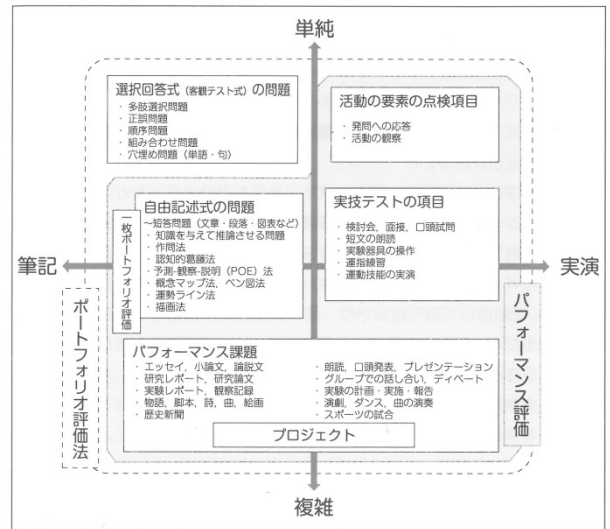 単純
選択回答式（客観テスト式）の問題
・多肢選択問題
・正誤問題
・順序問題
・組み合わせ問題
・穴埋め問題（単語・句）
活動の要素の点検項目
・発問への応答
・活動の観察
自由記述式の問題
～短答問題（文章・段落・図表など）
・知識を与えて推論させる問題
・作問法
・認知的葛藤法
・予測-観察-説明（POE）法
・概念マップ法，ベン図法
・運勢ライン法
・描画法
一枚ポートフォリオ評価
実技テストの項目
・検討会，面接，口頭試問
・短文の朗読
・実験器具の操作
・運指練習
・運動技能の実演
筆記
実演
ポートフォリオ評価法
パフォーマンス評価
パフォーマンス課題
・エッセイ，小論文，論説文
・研究レポート，研究論文
・実験レポート，観察記録
・物語，脚本，詩，曲，絵画
・歴史新聞
・朗読，口頭発表，プレゼンテーション
・グループでの話し合い，ディベート
・実験の計画・実施・報告
・演劇，ダンス，曲の演奏
・スポーツの試合
プロジェクト
複雑